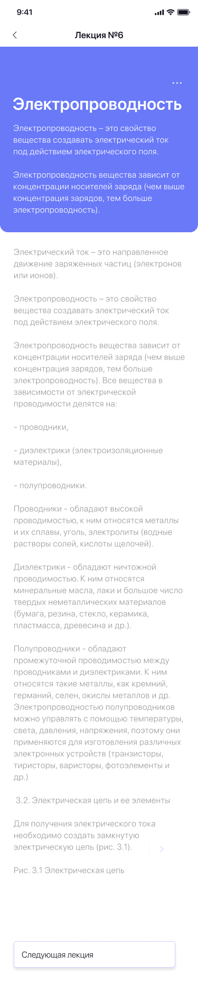 9:41
Лекция №6
Электропроводность
Электропроводность – это свойство
вещества создавать электрический ток
под действием электрического поля.
Электропроводность вещества зависит от
концентрации носителей заряда (чем выше
концентрация зарядов, тем больше
электропроводность).
Электрический ток – это направленное
движение заряженных частиц (электронов
или ионов).
Электропроводность – это свойство
вещества создавать электрический ток
под действием электрического поля.
Электропроводность вещества зависит от
концентрации носителей заряда (чем выше
концентрация зарядов, тем больше
электропроводность). Все вещества в
зависимости от электрической
проводимости делятся на:
- проводники,
- диэлектрики (электроизоляционные
материалы),
- полупроводники.
Проводники - обладают высокой
проводимостью, к ним относятся металлы
и их сплавы, уголь, электролиты (водные
растворы солей, кислоты щелочей).
Диэлектрики - обладают ничтожной
проводимостью. К ним относятся
минеральные масла, лаки и большое число
твердых неметаллических материалов
(бумага, резина, стекло, керамика,
пластмасса, древесина и др.).
Полупроводники - обладают
промежуточной проводимостью между
проводниками и диэлектриками. К ним
относятся такие металлы, как кремний,
германий, селен, окислы металлов и др.
Электропроводностью полупроводников
можно управлять с помощью температуры,
света, давления, напряжения, поэтому они
применяются для изготовления различных
электронных устройств (транзисторы,
тиристоры, варисторы, фотоэлементы и
др.)
3.2. Электрическая цепь и ее элементы
Для получения электрического тока
необходимо создать замкнутую
электрическую цепь (рис. 3.1).
Рис. 3.1 Электрическая цепь
Следующая лекция